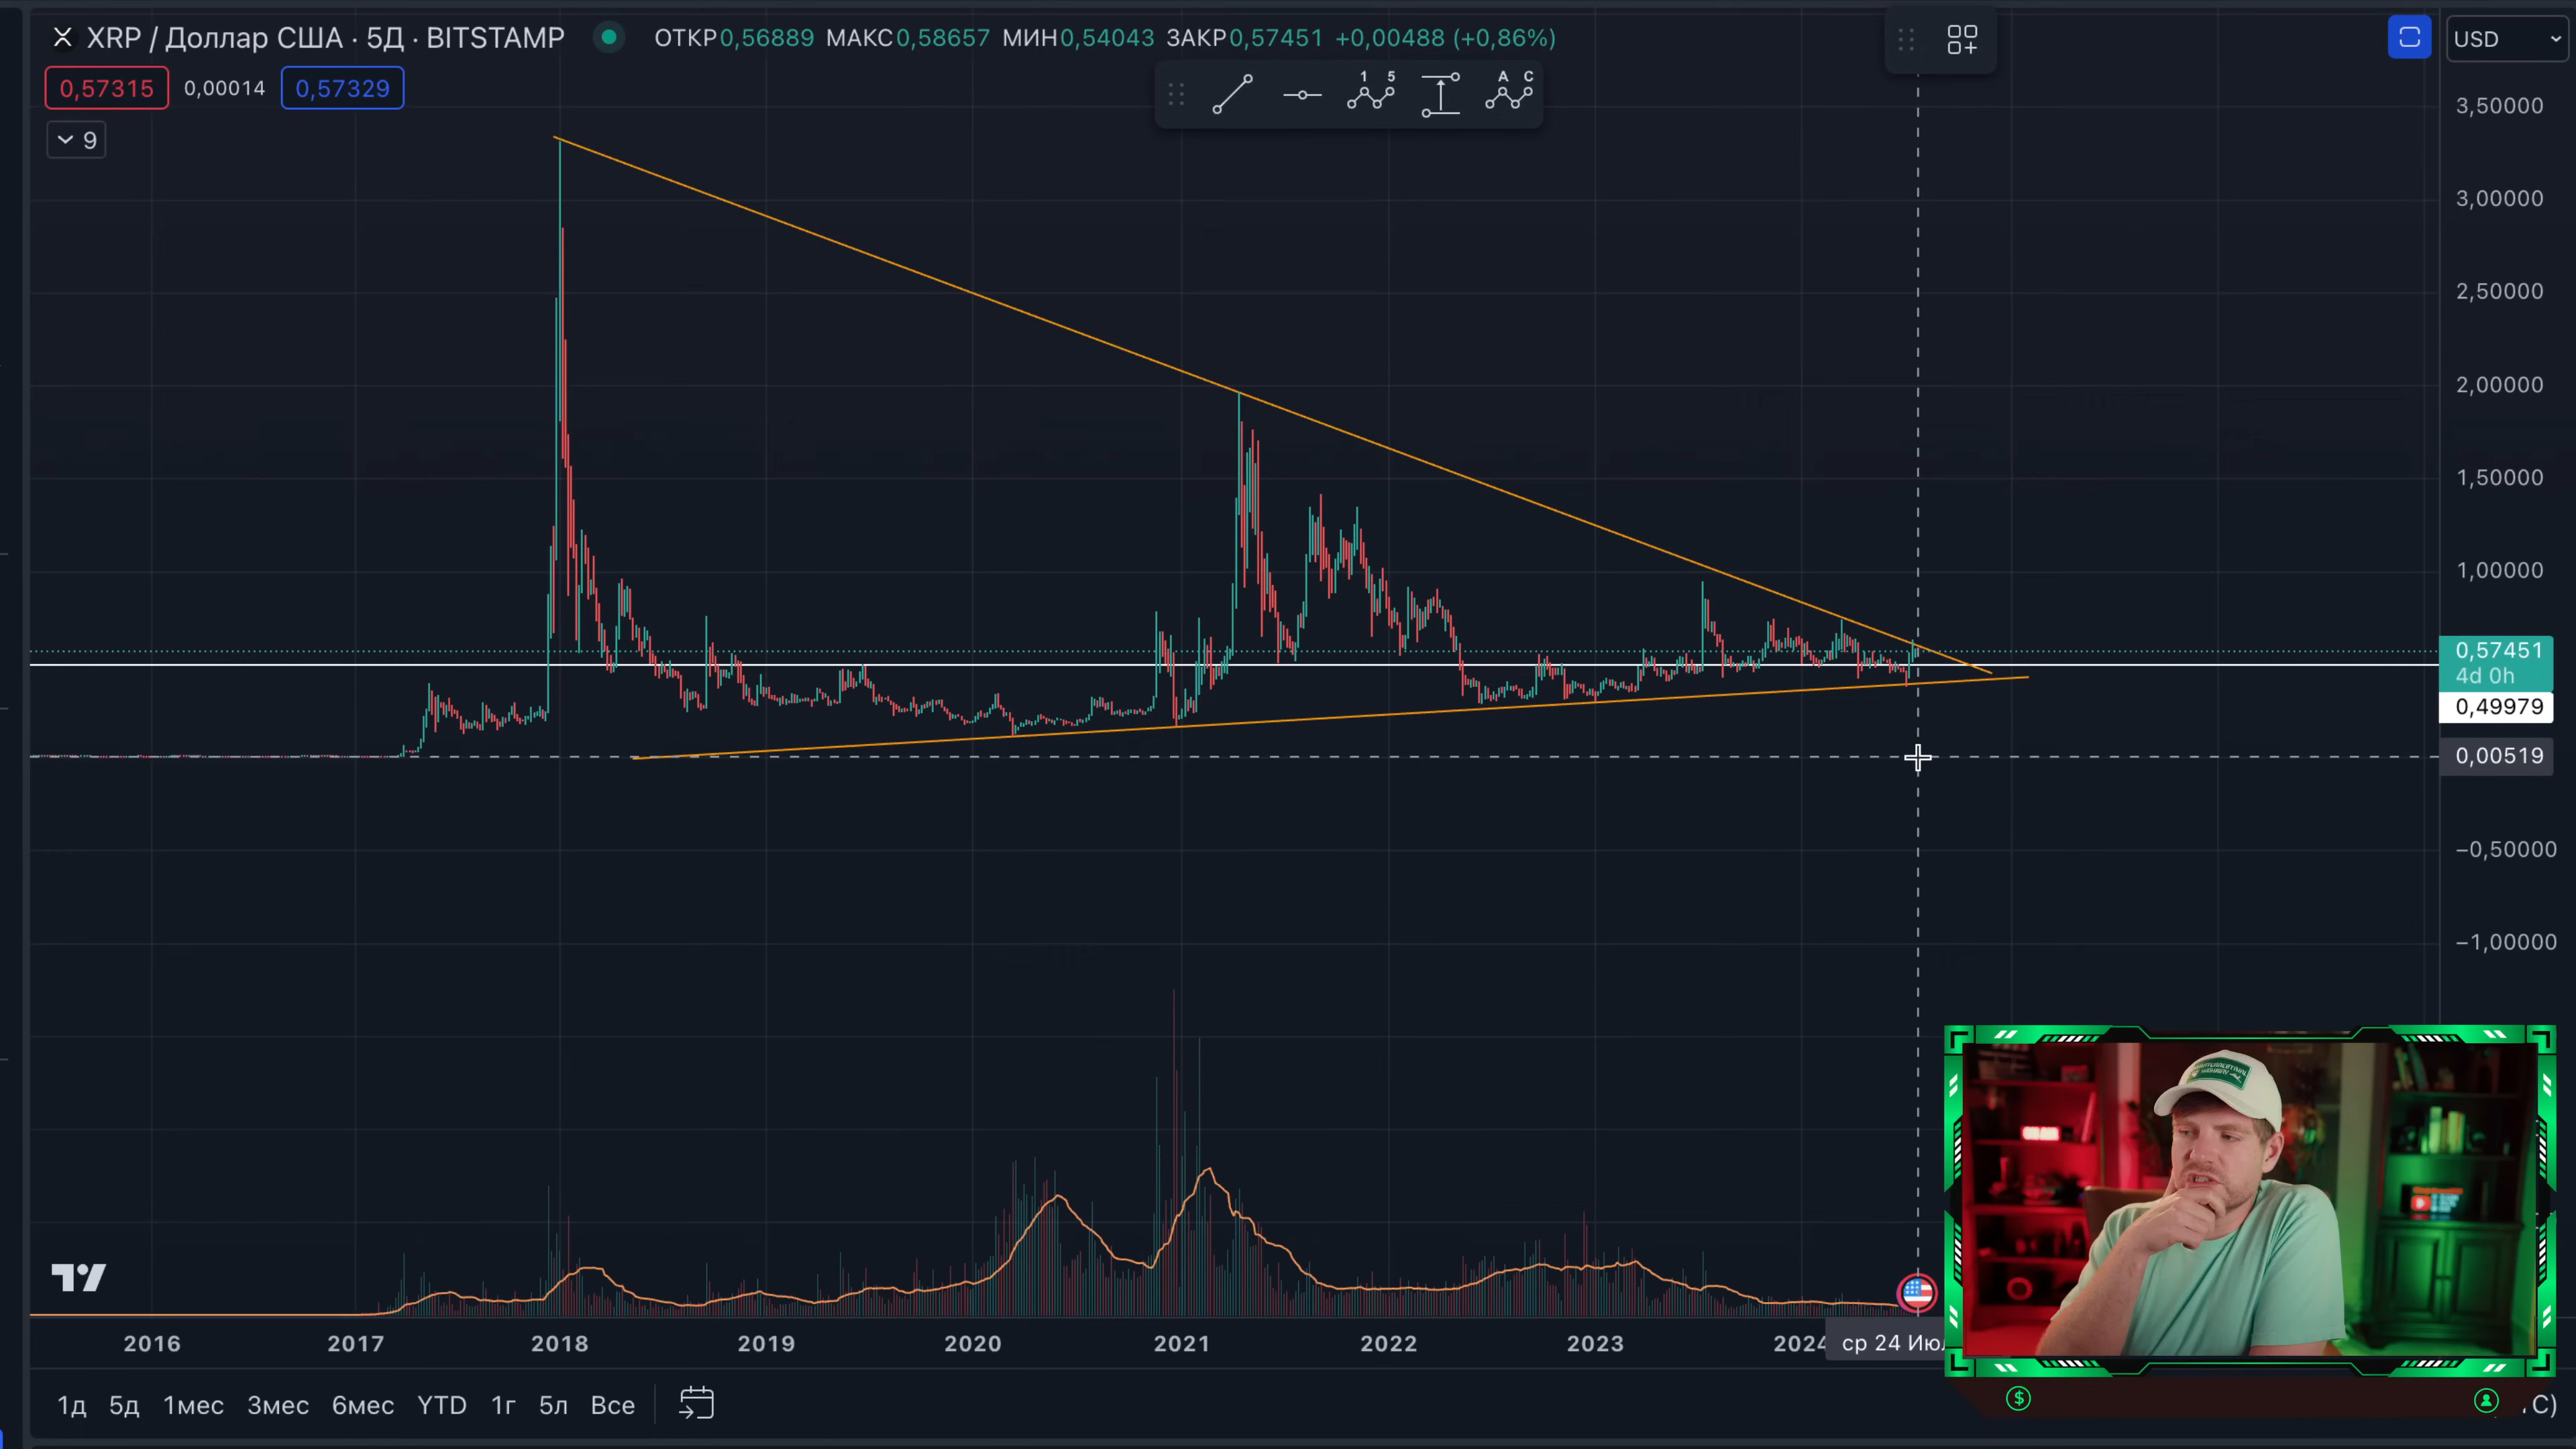 XRP / Доллар США · 5Д · BITSTAMP ОТКР0,56889 МАКС0,58657 МИН0,54043 ЗАКР0,57451 +0,00488 (+0,86%)
USD
0,57315 0,00014 0,57329
9
1 5
A C
3,50000
3,00000
2,50000
2,00000
1,50000
1,00000
0,57451
4d 0h
0,49979
0,00519
−0,50000
−1,00000
2016 2017 2018 2019 2020 2021 2022 2023 2024
ср 24 Июл
1д 5д 1мес 3мес 6мес YTD 1г 5л Все
C)